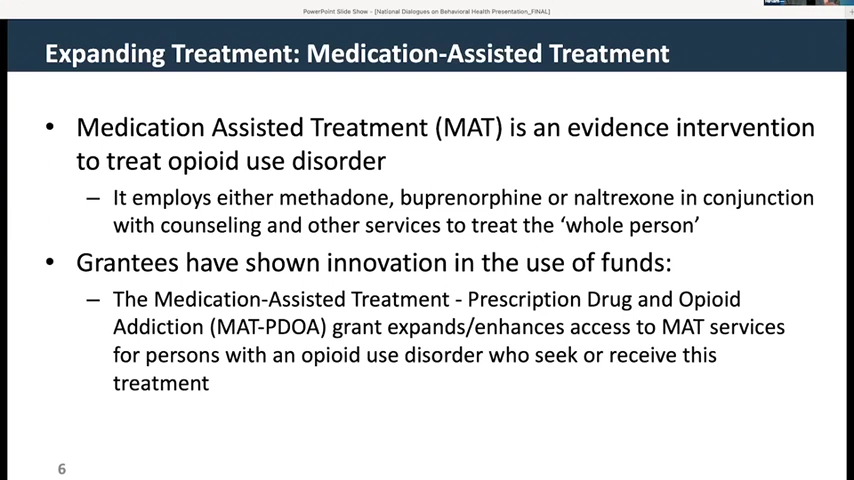 PowerPoint Slide Show - [National Dialogues on Behavioral Health Presentation_FINAL]
Expanding Treatment: Medication-Assisted Treatment
• Medication Assisted Treatment (MAT) is an evidence intervention
to treat opioid use disorder
– It employs either methadone, buprenorphine or naltrexone in conjunction
with counseling and other services to treat the ‘whole person’
• Grantees have shown innovation in the use of funds:
– The Medication-Assisted Treatment - Prescription Drug and Opioid
Addiction (MAT-PDOA) grant expands/enhances access to MAT services
for persons with an opioid use disorder who seek or receive this
treatment
6